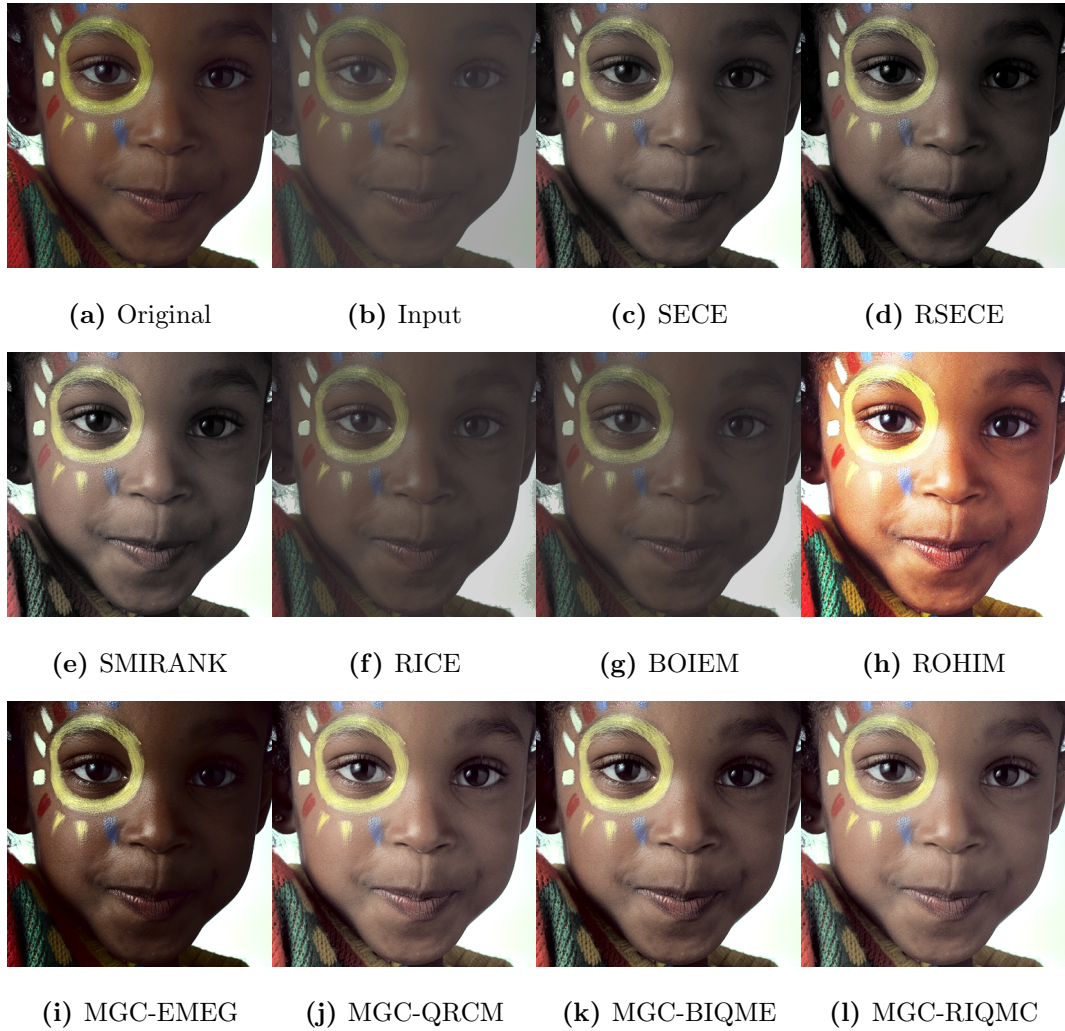 (a) Original
(b) Input
(c) SECE
(d) RSECE
(e) SMIRANK
(f) RICE
(g) BOIEM
(h) ROHIM
(i) MGC-EMEG
(j) MGC-QRCM
(k) MGC-BIQME
(l) MGC-RIQMC